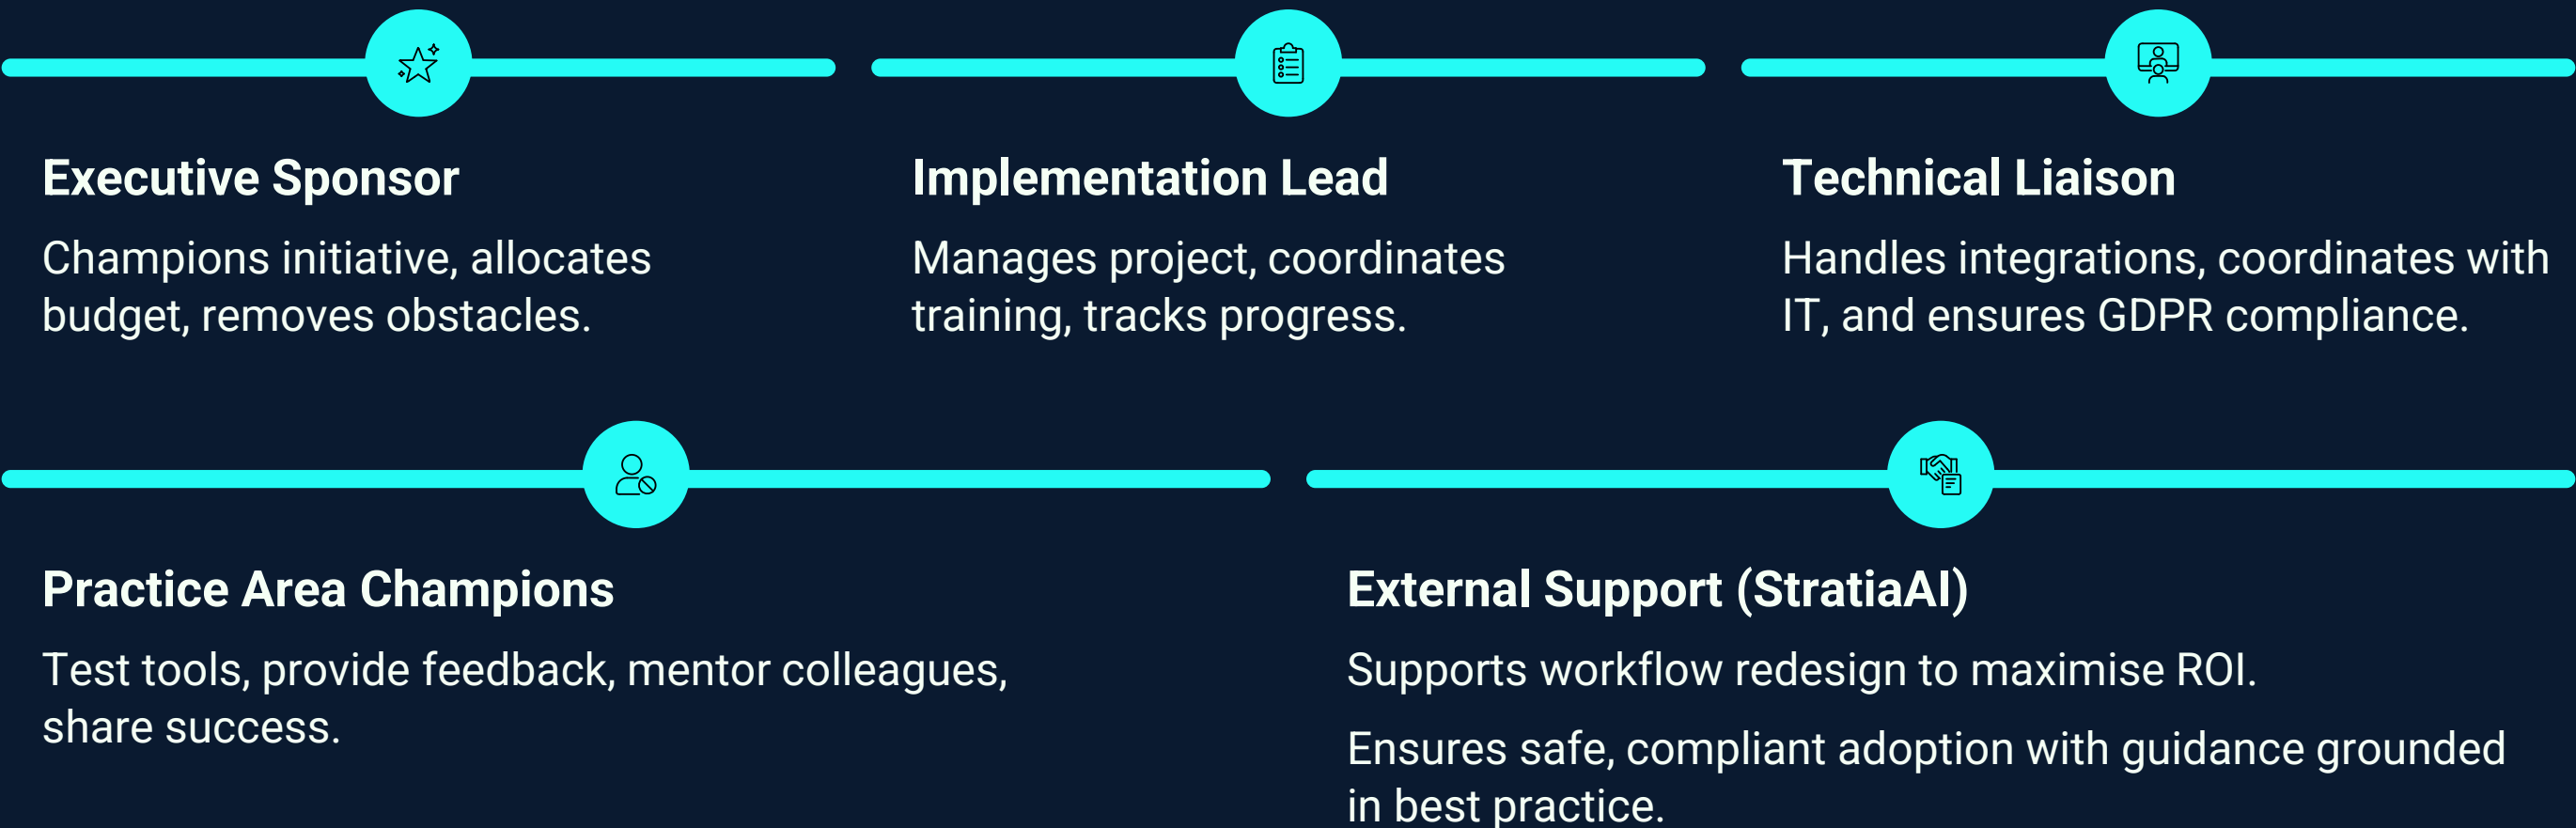 Executive Sponsor
Champions initiative, allocates
budget, removes obstacles.
Implementation Lead
Manages project, coordinates
training, tracks progress.
Technical Liaison
Handles integrations, coordinates with
IT, and ensures GDPR compliance.
Practice Area Champions
Test tools, provide feedback, mentor colleagues,
share success.
External Support (StratiaAI)
Supports workflow redesign to maximise ROI.
Ensures safe, compliant adoption with guidance grounded
in best practice.